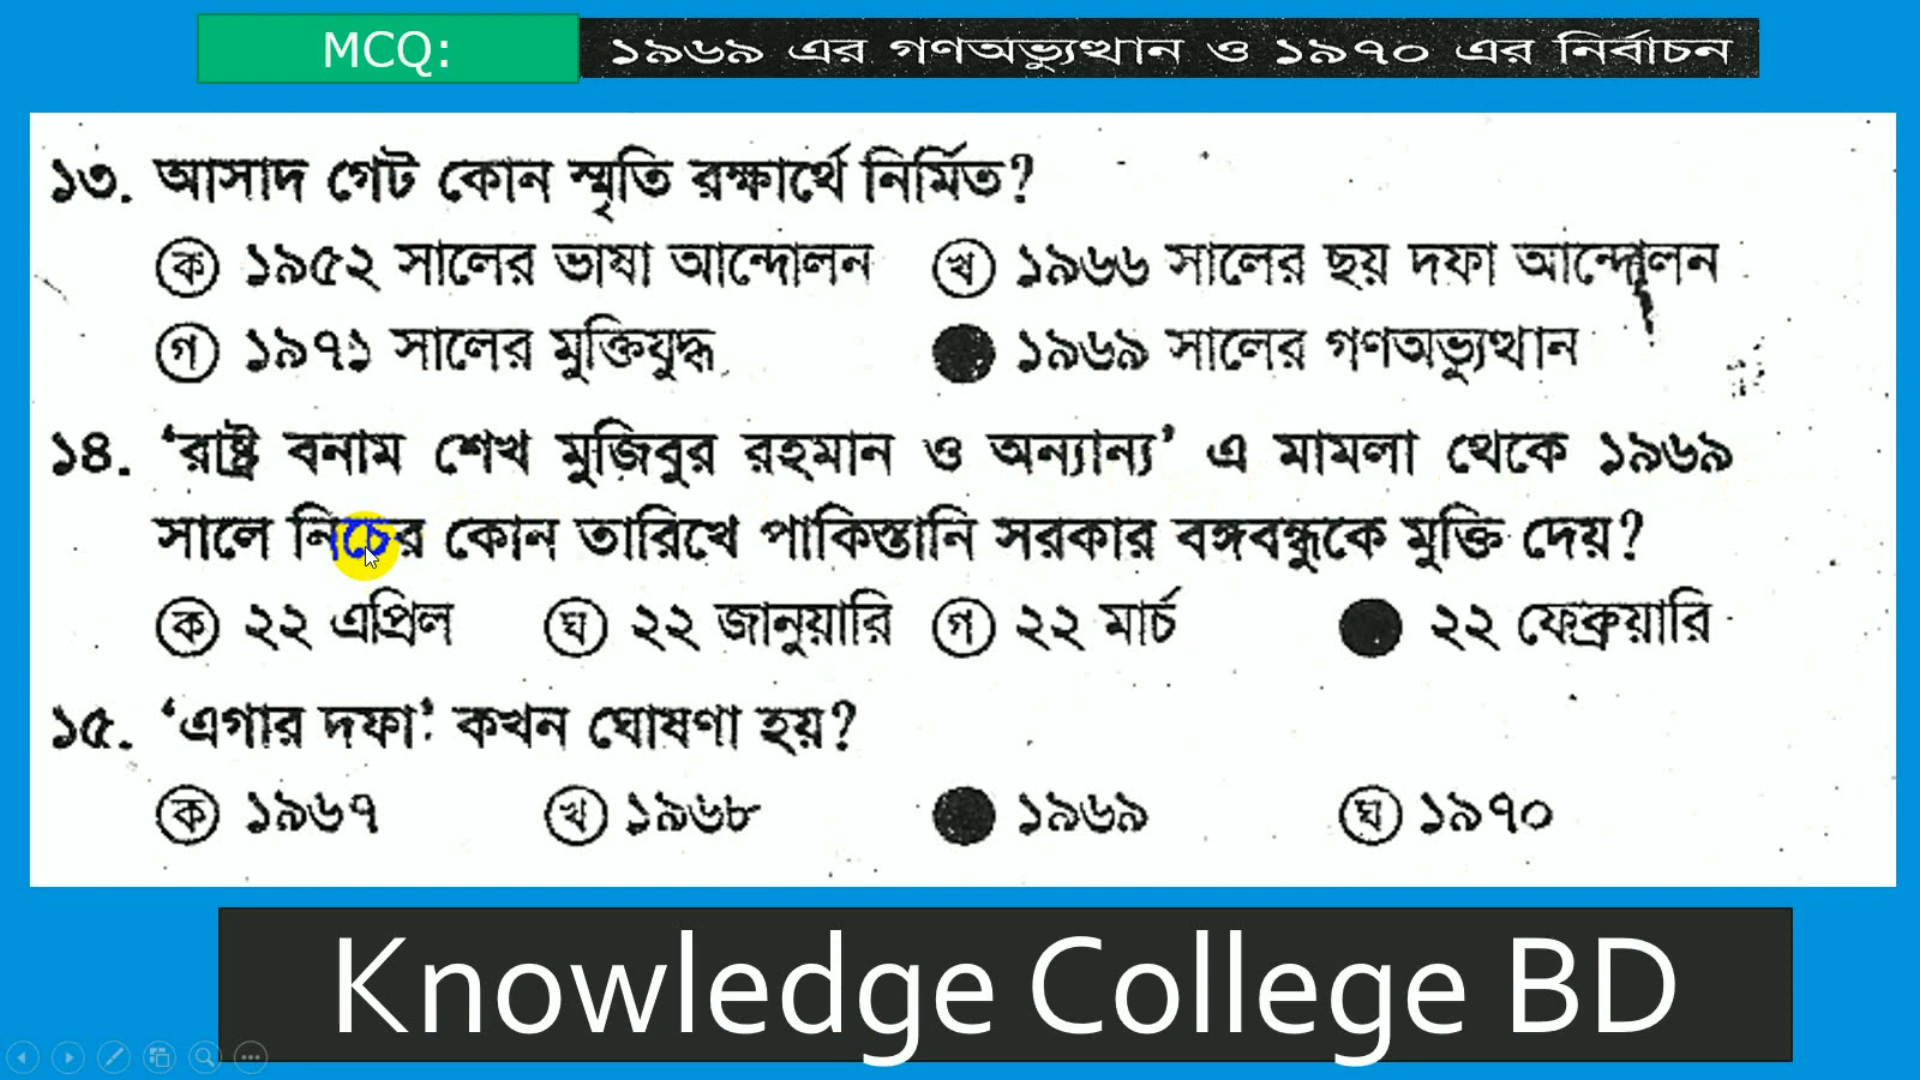 MCQ: ১৯৬৯ এর গণঅভ্যুত্থান ও ১৯৭০ এর নির্বাচন
১৩. আসাদ গেট কোন স্মৃতি রক্ষার্থে নির্মিত?
ক ১৯৫২ সালের ভাষা আন্দোলন খ ১৯৬৬ সালের ছয় দফা আন্দোলন
গ ১৯৭১ সালের মুক্তিযুদ্ধ ● ১৯৬৯ সালের গণঅভ্যুত্থান
১৪. ‘রাষ্ট্র বনাম শেখ মুজিবুর রহমান ও অন্যান্য’ এ মামলা থেকে ১৯৬৯
সালে নিচের কোন তারিখে পাকিস্তানি সরকার বঙ্গবন্ধুকে মুক্তি দেয়?
ক ২২ এপ্রিল ঘ ২২ জানুয়ারি গ ২২ মার্চ ● ২২ ফেব্রুয়ারি
১৫. ‘এগার দফা’ কখন ঘোষণা হয়?
ক ১৯৬৭ খ ১৯৬৮ ● ১৯৬৯ ঘ ১৯৭০
Knowledge College BD